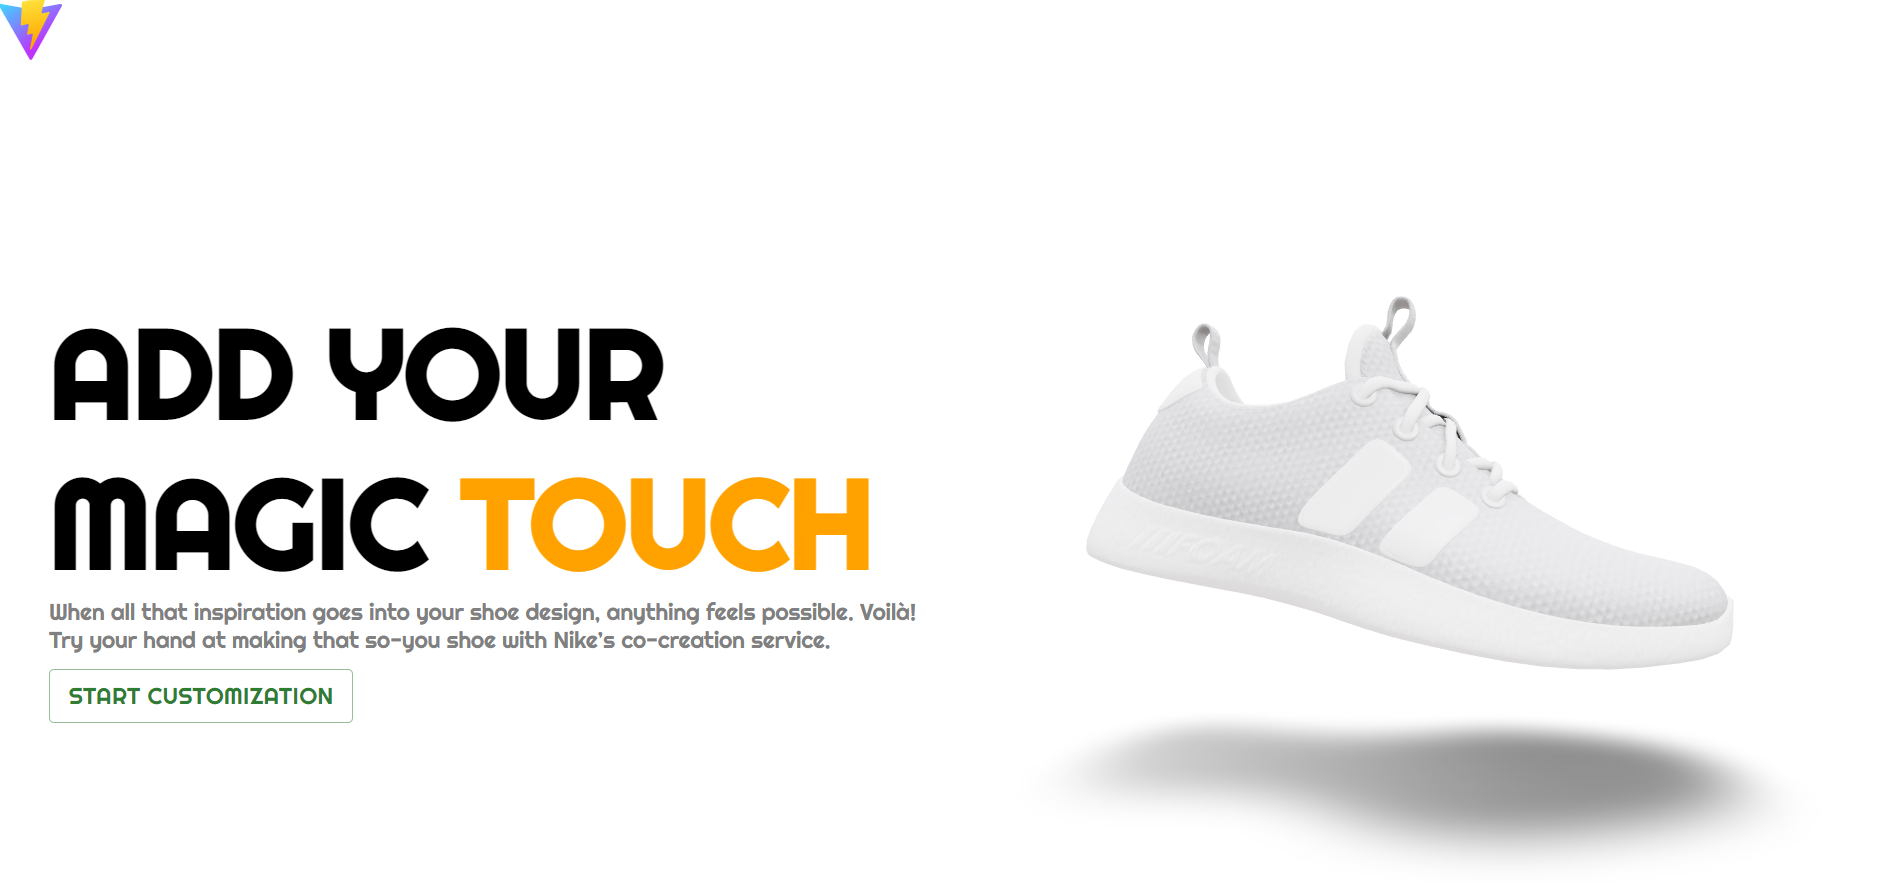 ADD YOUR
MAGIC TOUCH
When all that inspiration goes into your shoe design, anything feels possible. Voilà!
Try your hand at making that so-you shoe with Nike's co-creation service.
START CUSTOMIZATION